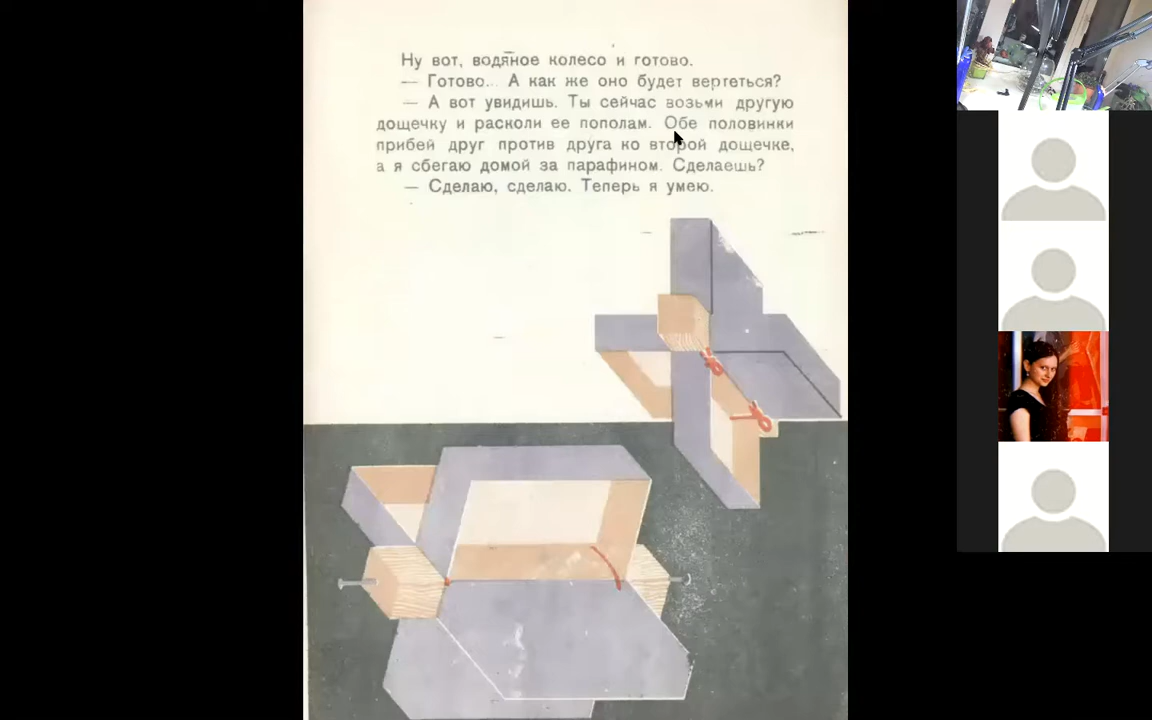 Ну вот, водяное колесо и готово.
— Готово... А как же оно будет вертеться?
— А вот увидишь. Ты сейчас возьми другую
дощечку и расколи ее пополам. Обе половинки
прибей друг против друга ко второй дощечке,
а я сбегаю домой за парафином. Сделаешь?
— Сделаю, сделаю. Теперь я умею.